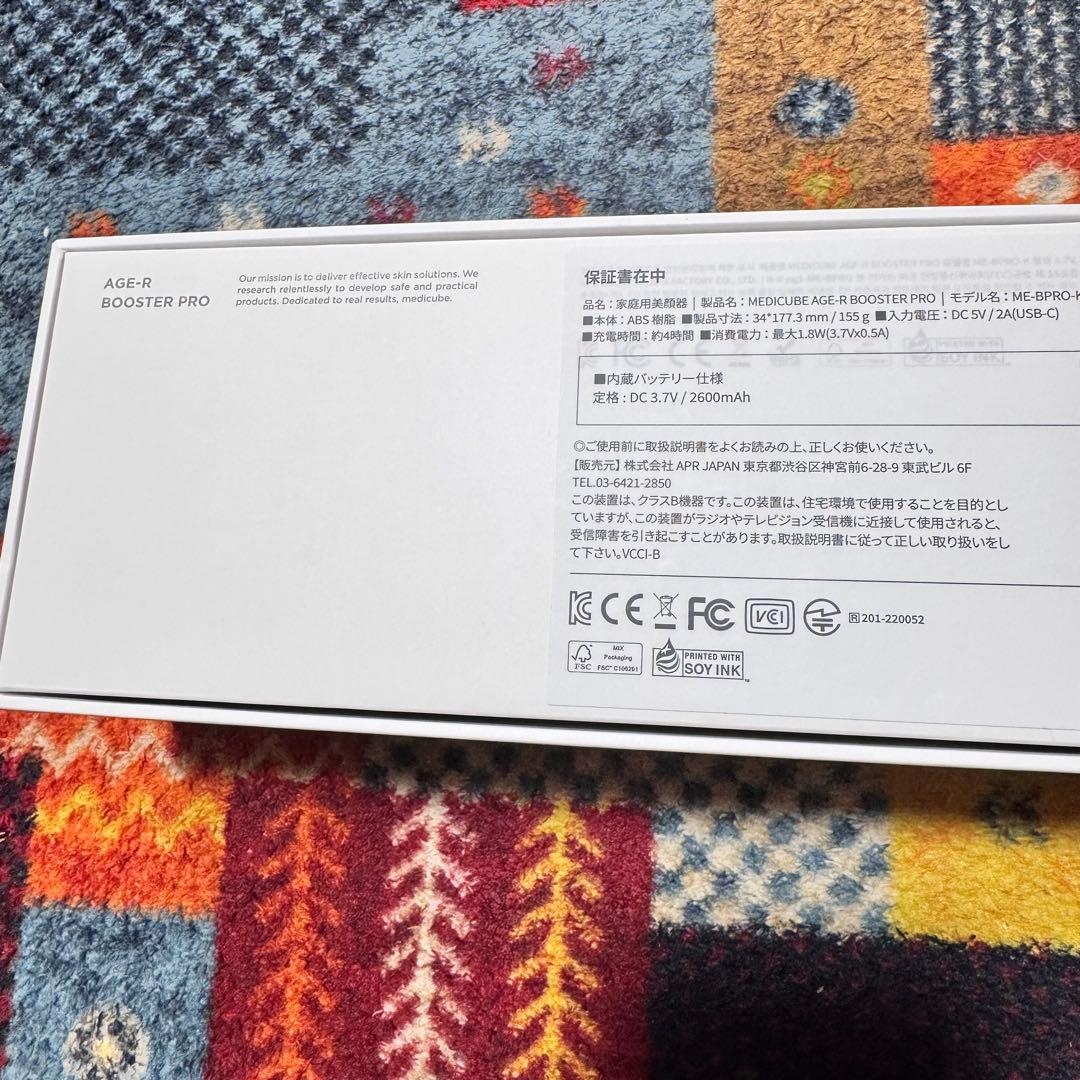 AGE-R
BOOSTER PRO
Our mission is to deliver effective skin solutions. We
research relentlessly to develop safe and practical
products. Dedicated to real results, medicube.
保証書在中
品名：家庭用美顔器 | 製品名：MEDICUBE AGE-R BOOSTER PRO | モデル名：ME-BPRO-K
■本体：ABS 樹脂 ■製品寸法：34*177.3 mm / 155 g ■入力電圧：DC 5V / 2A(USB-C)
■充電時間：約4時間 ■消費電力：最大1.8W(3.7Vx0.5A)
■内蔵バッテリー仕様
定格 : DC 3.7V / 2600mAh
◎ご使用前に取扱説明書をよくお読みの上、正しくお使いください。
【販売元】株式会社 APR JAPAN 東京都渋谷区神宮前6-28-9 東武ビル 6F
TEL.03-6421-2850
この装置は、クラスB機器です。この装置は、住宅環境で使用することを目的とし
ていますが、この装置がラジオやテレビジョン受信機に近接して使用されると、
受信障害を引き起こすことがあります。取扱説明書に従って正しい取り扱いをし
て下さい。VCCI-B
KC CE FC VCI R 201-220052
FSC MIX
Packaging
FSC™ C106291
PRINTED WITH
SOY INK